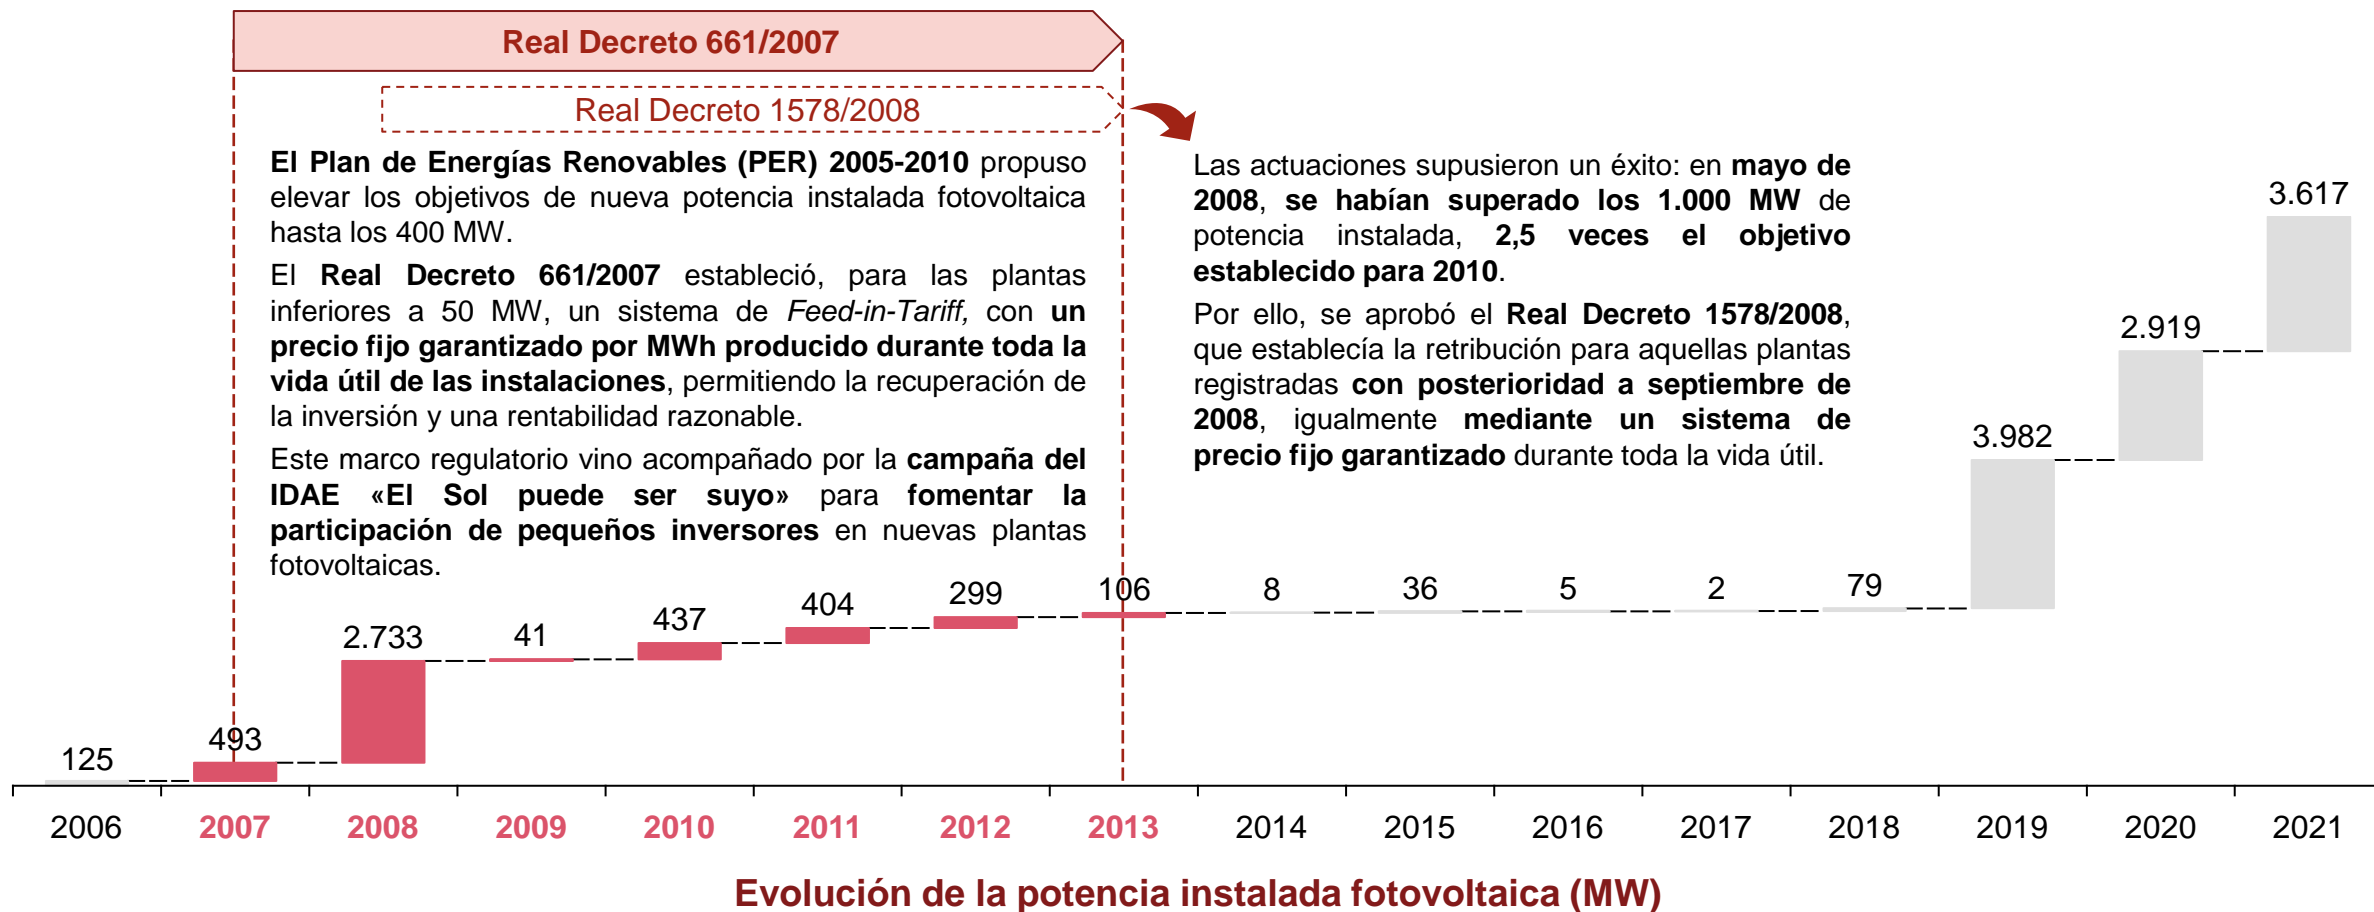 Real Decreto 661/2007
Real Decreto 1578/2008
El Plan de Energías Renovables (PER) 2005-2010 propuso
elevar los objetivos de nueva potencia instalada fotovoltaica
hasta los 400 MW.
El Real Decreto 661/2007 estableció, para las plantas
inferiores a 50 MW, un sistema de Feed-in-Tariff, con un
precio fijo garantizado por MWh producido durante toda la
vida útil de las instalaciones, permitiendo la recuperación de
la inversión y una rentabilidad razonable.
Este marco regulatorio vino acompañado por la campaña del
IDAE «El Sol puede ser suyo» para fomentar la
participación de pequeños inversores en nuevas plantas
fotovoltaicas.
Las actuaciones supusieron un éxito: en mayo de
2008, se habían superado los 1.000 MW de
potencia instalada, 2,5 veces el objetivo
establecido para 2010.
Por ello, se aprobó el Real Decreto 1578/2008,
que establecía la retribución para aquellas plantas
registradas con posterioridad a septiembre de
2008, igualmente mediante un sistema de
precio fijo garantizado durante toda la vida útil.
125
493
2.733
41
437
404
299
106
8
36
5
2
79
3.982
2.919
3.617
2006
2007
2008
2009
2010
2011
2012
2013
2014
2015
2016
2017
2018
2019
2020
2021
Evolución de la potencia instalada fotovoltaica (MW)